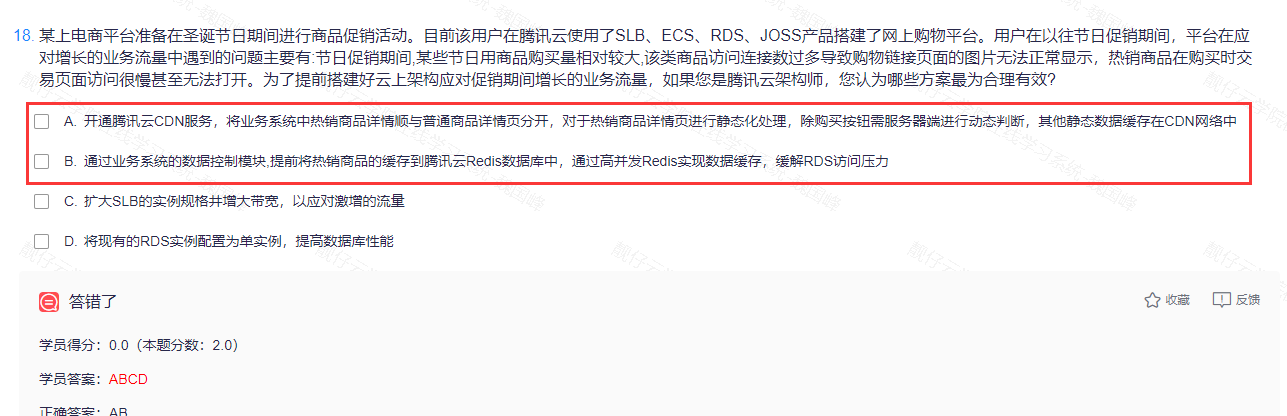 18. 某上电商平台准备在圣诞节日期间进行商品促销活动。目前该用户在腾讯云使用了SLB、ECS、RDS、JOSS产品搭建了网上购物平台。用户在以往节日促销期间，平台在应
对增长的业务流量中遇到的问题主要有:节日促销期间,某些节日用商品购买量相对较大,该类商品访问连接数过多导致购物链接页面的图片无法正常显示，热销商品在购买时交
易页面访问很慢甚至无法打开。为了提前搭建好云上架构应对促销期间增长的业务流量，如果您是腾讯云架构师，您认为哪些方案最为合理有效?
A. 开通腾讯云CDN服务，将业务系统中热销商品详情顺与普通商品详情页分开，对于热销商品详情页进行静态化处理，除购买按钮需服务器端进行动态判断，其他静态数据缓存在CDN网络中
B. 通过业务系统的数据控制模块,提前将热销商品的缓存到腾讯云Redis数据库中，通过高并发Redis实现数据缓存，缓解RDS访问压力
C. 扩大SLB的实例规格并增大带宽，以应对激增的流量
D. 将现有的RDS实例配置为单实例，提高数据库性能
答错了
收藏
反馈
学员得分：0.0（本题分数：2.0）
学员答案：ABCD
正确答案：AB